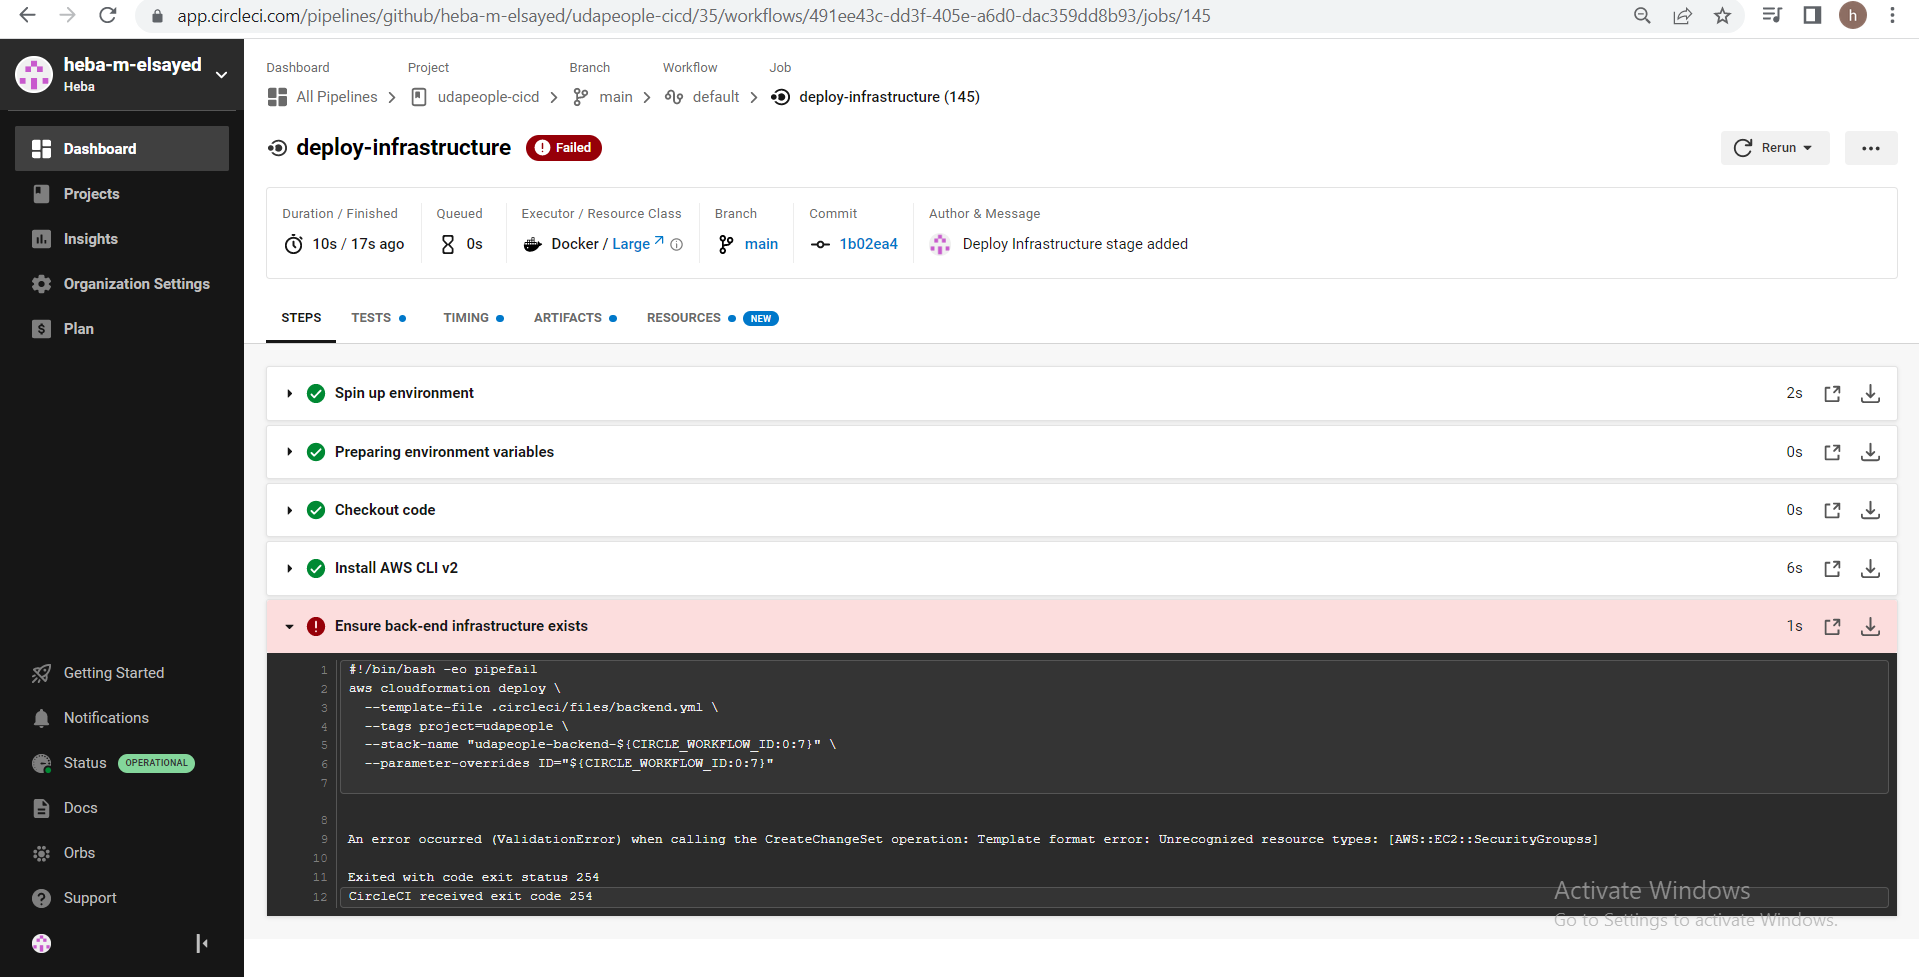 app.circleci.com/pipelines/github/heba-m-elsayed/udapeople-cicd/35/workflows/491ee43c-dd3f-405e-a6d0-dac359dd8b93/jobs/145
h
heba-m-elsayed
Heba
Dashboard
Projects
Insights
Organization Settings
Plan
Getting Started
Notifications
Status OPERATIONAL
Docs
Orbs
Support
Dashboard Project Branch Workflow Job
All Pipelines udapeople-cicd main default deploy-infrastructure (145)
deploy-infrastructure Failed
Rerun
Duration / Finished Queued Executor / Resource Class Branch Commit Author & Message
10s / 17s ago 0s Docker / Large main 1b02ea4 Deploy Infrastructure stage added
STEPS TESTS TIMING ARTIFACTS RESOURCES NEW
Spin up environment 2s
Preparing environment variables 0s
Checkout code 0s
Install AWS CLI v2 6s
Ensure back-end infrastructure exists 1s
1 #!/bin/bash -eo pipefail
2 aws cloudformation deploy \
3 --template-file .circleci/files/backend.yml \
4 --tags project=udapeople \
5 --stack-name "udapeople-backend-${CIRCLE_WORKFLOW_ID:0:7}" \
6 --parameter-overrides ID="${CIRCLE_WORKFLOW_ID:0:7}"
7
8
9 An error occurred (ValidationError) when calling the CreateChangeSet operation: Template format error: Unrecognized resource types: [AWS::EC2::SecurityGroupss]
10
11 Exited with code exit status 254
12 CircleCI received exit code 254
Activate Windows
Go to Settings to activate Windows.